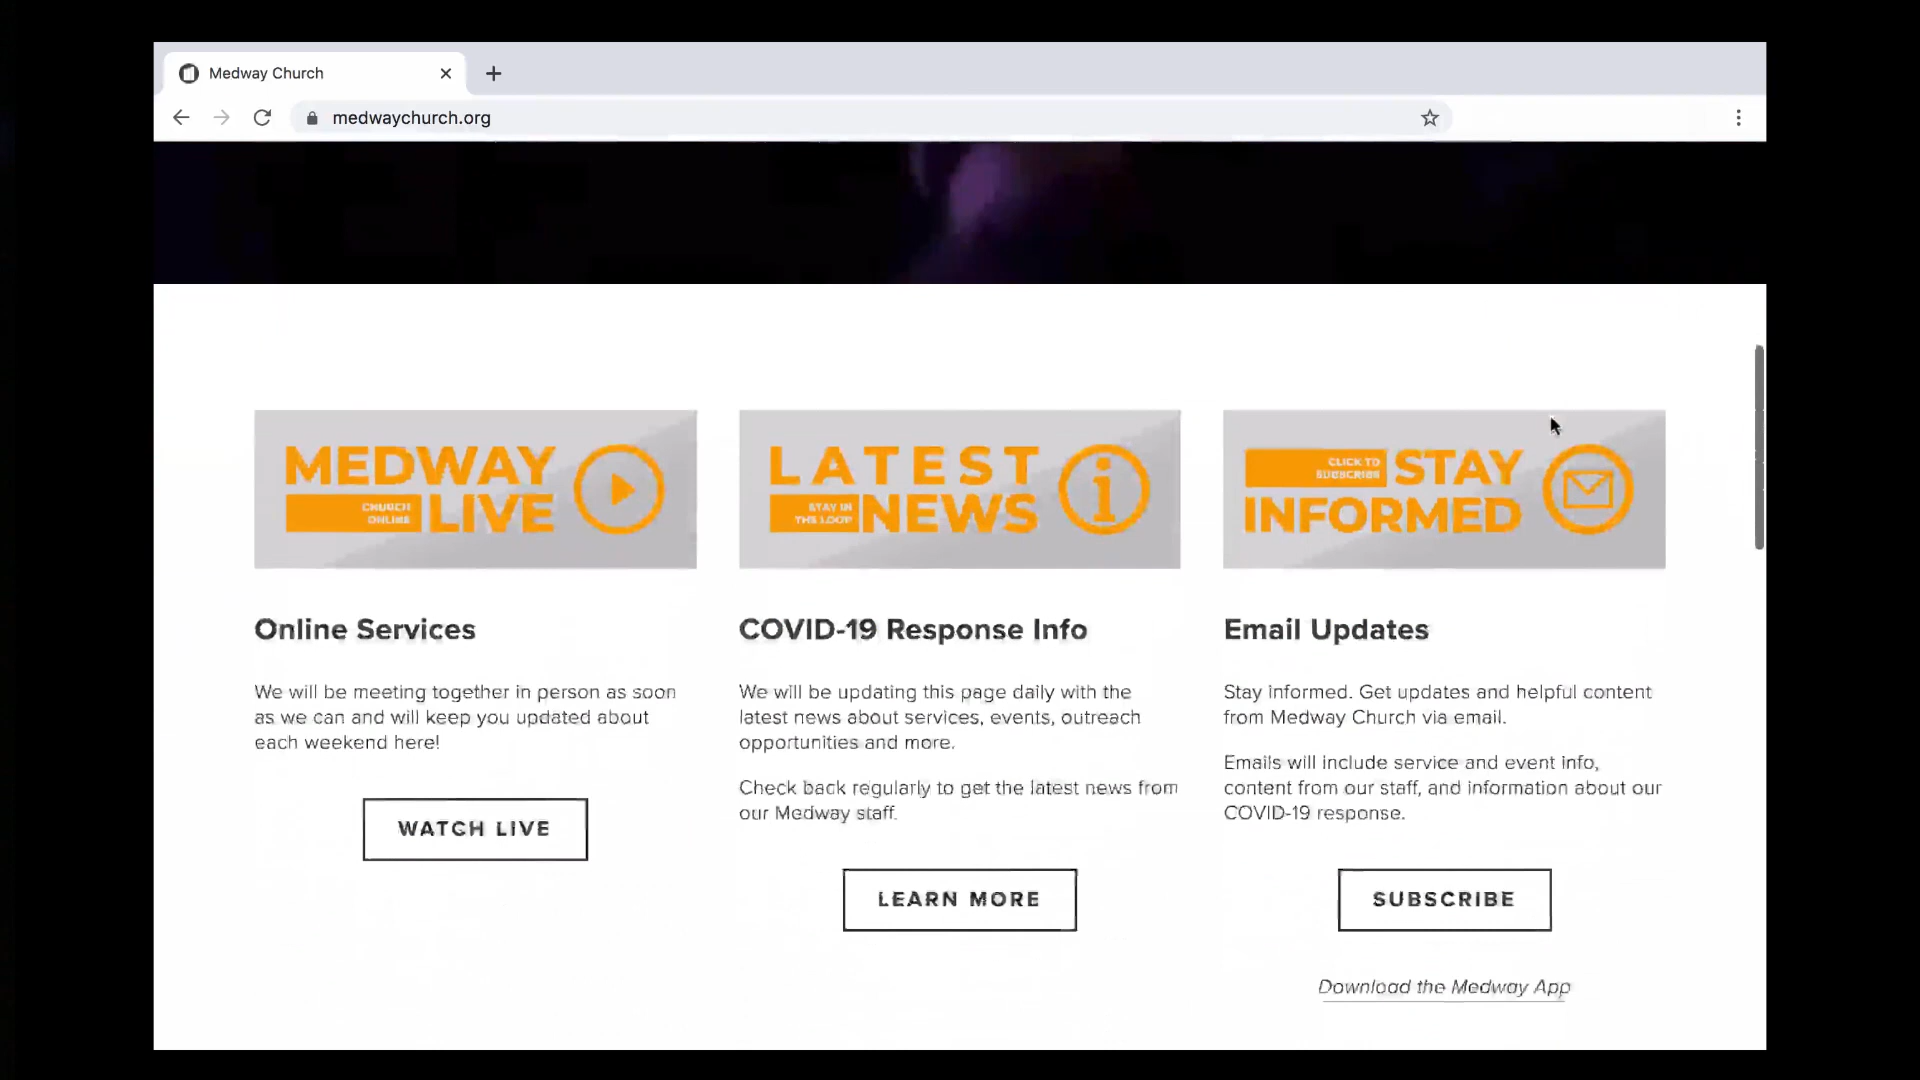 Medway Church
medwaychurch.org
MEDWAY
CHURCH
ONLINE
LIVE
LATEST
STAY IN
THE LOOP
NEWS
CLICK TO
SUBSCRIBE
STAY
INFORMED
Online Services
We will be meeting together in person as soon
as we can and will keep you updated about
each weekend here!
WATCH LIVE
COVID-19 Response Info
We will be updating this page daily with the
latest news about services, events, outreach
opportunities and more.
Check back regularly to get the latest news from
our Medway staff.
LEARN MORE
Email Updates
Stay informed. Get updates and helpful content
from Medway Church via email.
Emails will include service and event info,
content from our staff, and information about our
COVID-19 response.
SUBSCRIBE
Download the Medway App